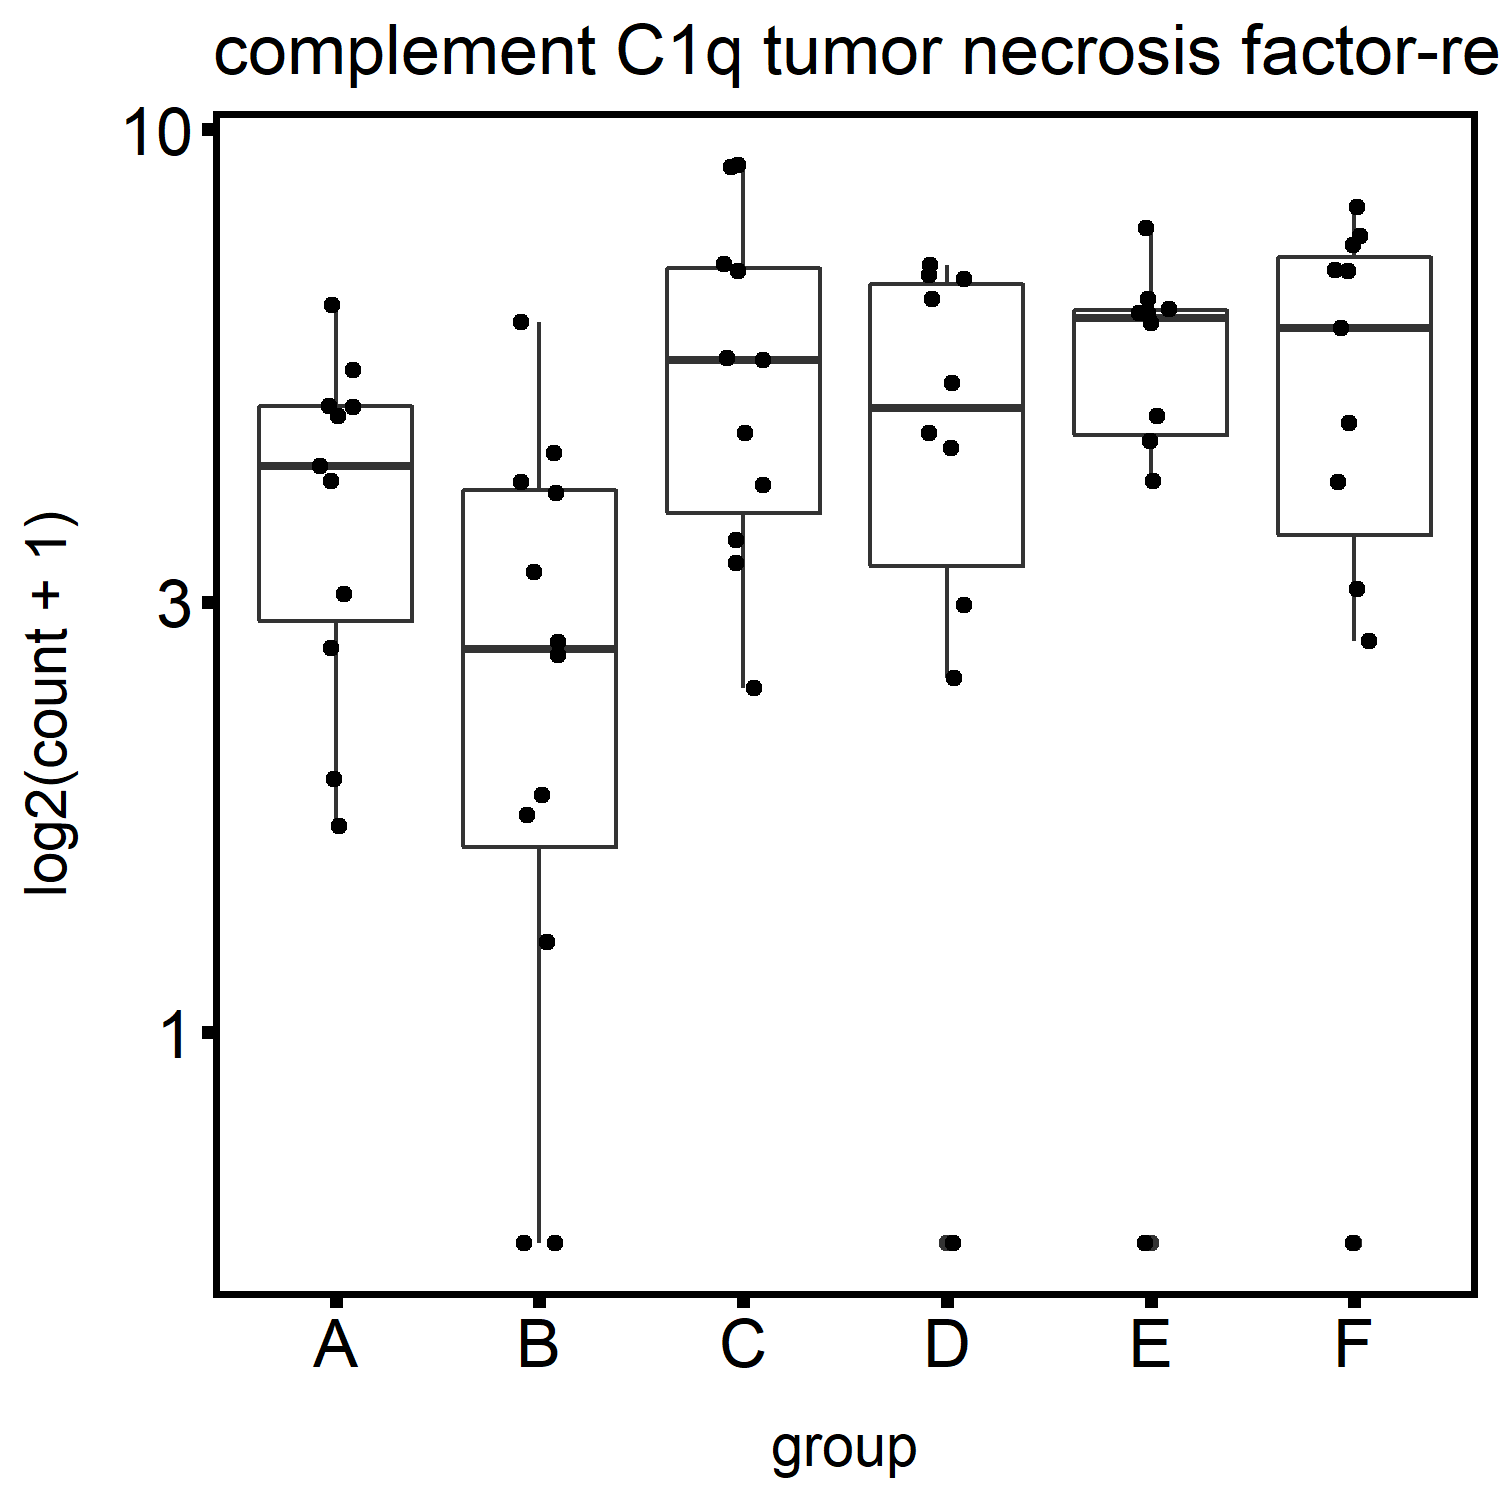 complement C1q tumor necrosis factor-re
10
3
1
log2(count + 1)
A B C D E F
group